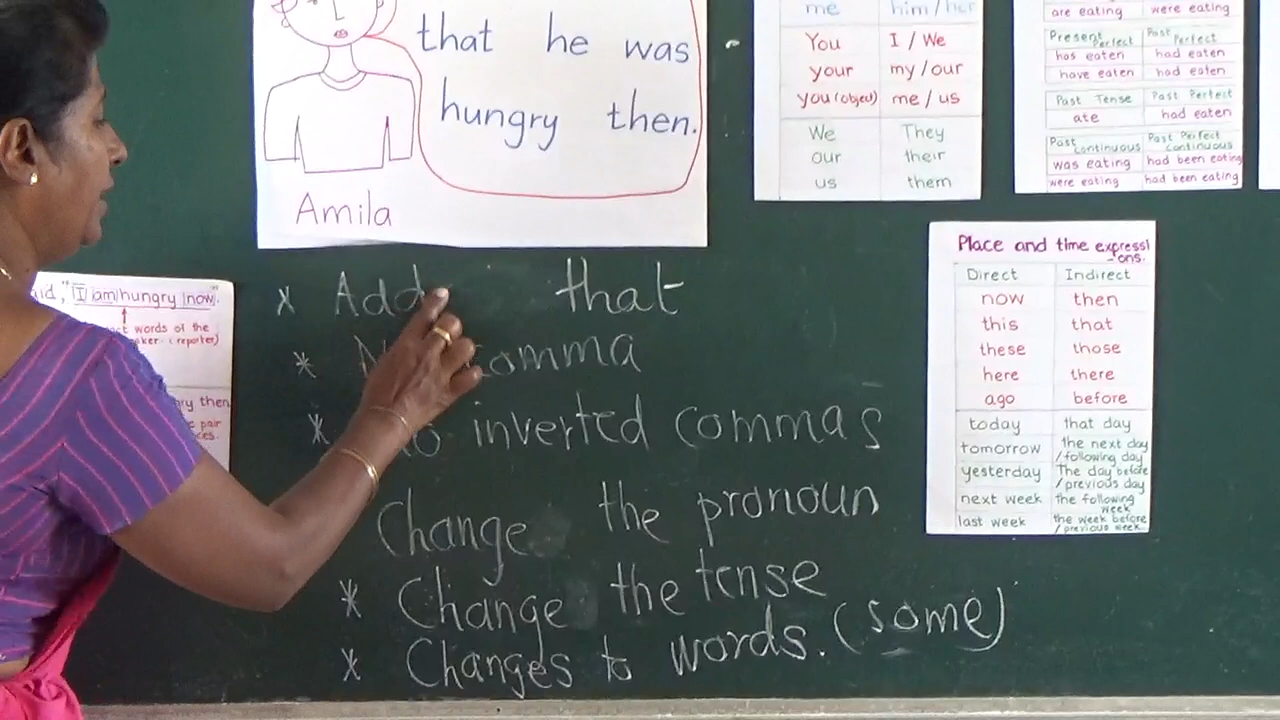 that he was
hungry then.
Amila
I am hungry now".
words of the
(reporter)
then
pair
* Add that
* comma
* No inverted commas
Change the pronoun
* Change the tense
* Changes to words. (some)
me him / her
You I / We
your my / our
you (object) me / us
We They
our their
us them
are eating were eating
Present Perfect Past Perfect
has eaten had eaten
have eaten had eaten
Past Tense Past Perfect
ate had eaten
Past continuous Past Perfect continuous
was eating had been eating
were eating had been eating
Place and time expressi
-ons.
Direct Indirect
now then
this that
these those
here there
ago before
today that day
tomorrow the next day
/ following day
yesterday The day before
/ previous day
next week the following
week
last week the week before
/ previous week